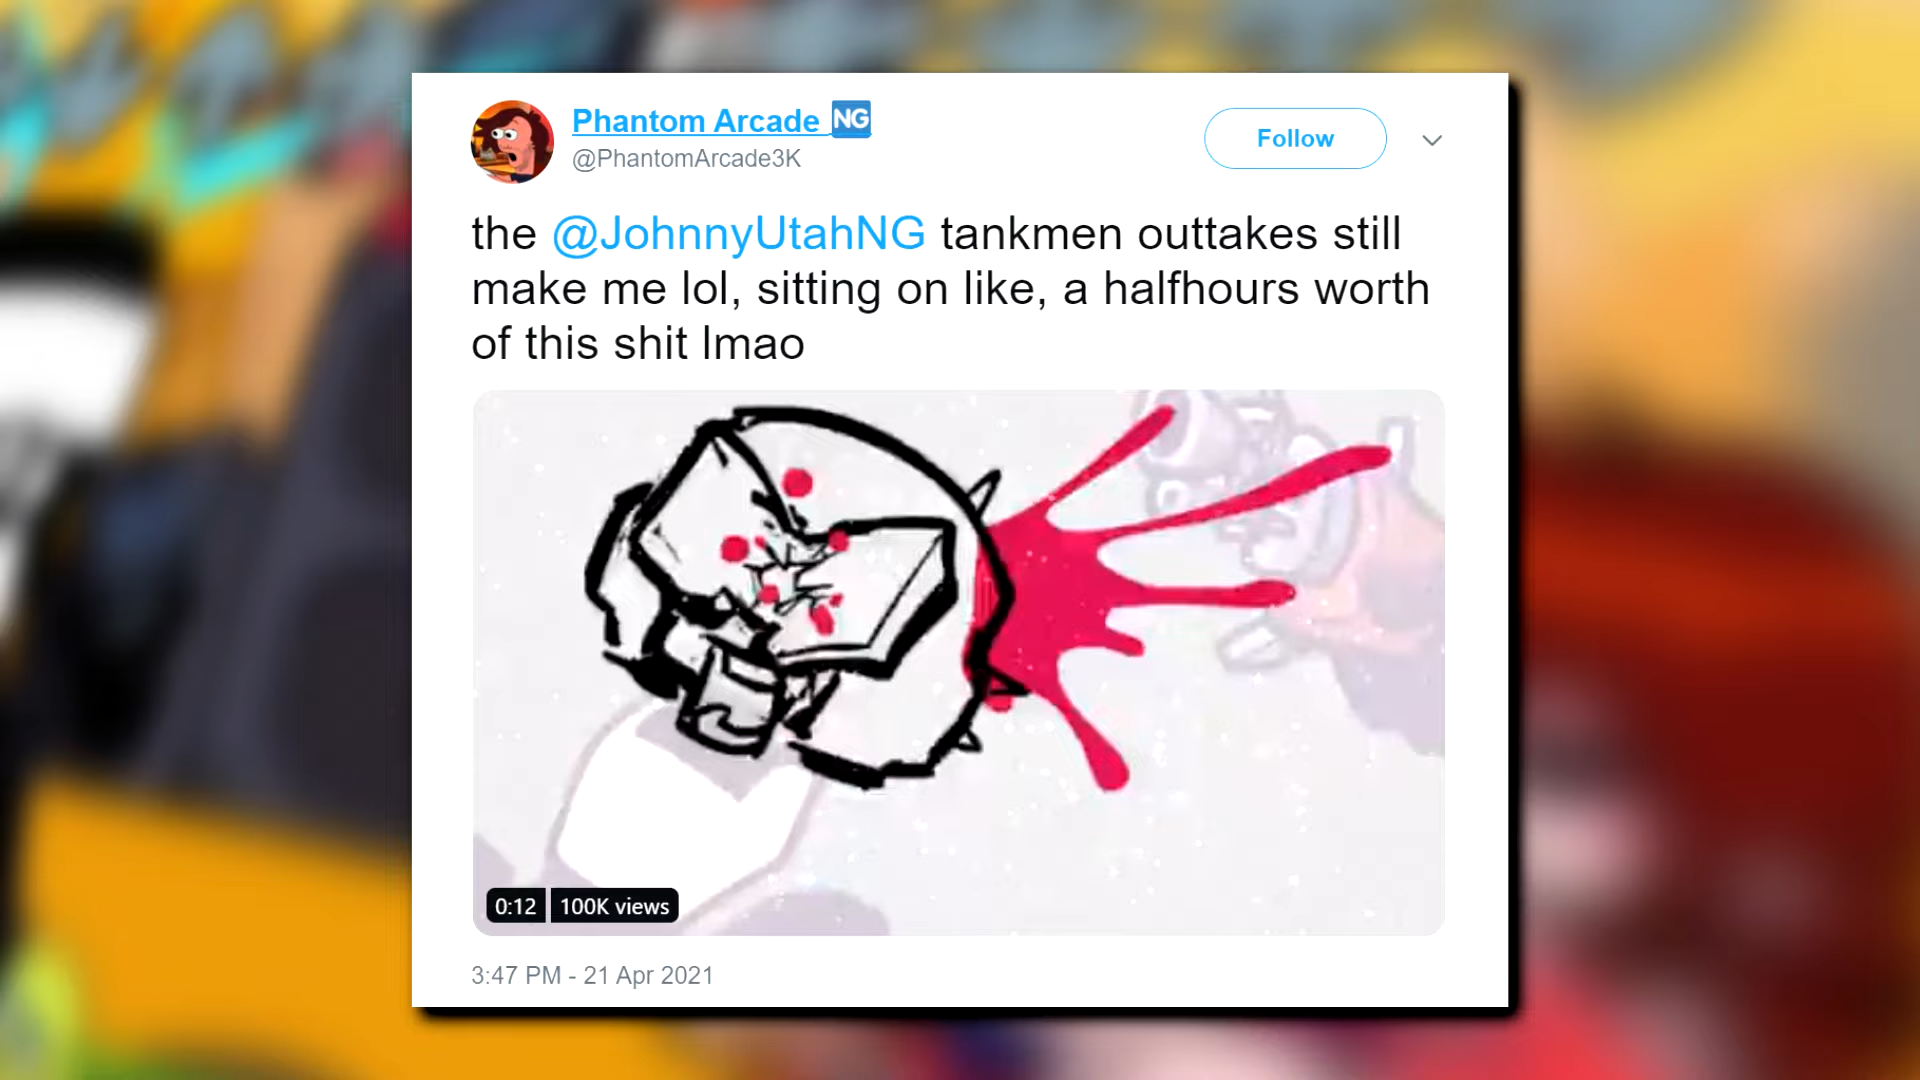 Phantom Arcade NG
@PhantomArcade3K
Follow
the @JohnnyUtahNG tankmen outtakes still
make me lol, sitting on like, a halfhours worth
of this shit lmao
0:12 100K views
3:47 PM - 21 Apr 2021